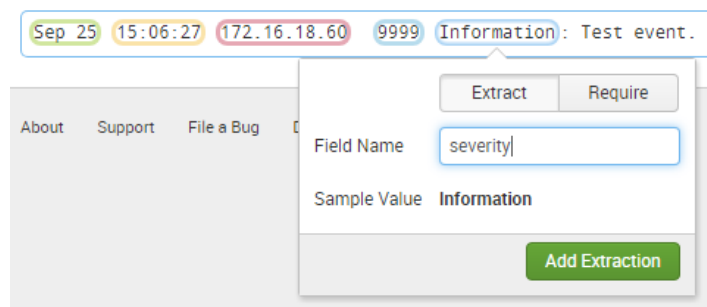 Sep 25 15:06:27 172.16.18.60 9999 Information: Test event.
Extract Require
About Support File a Bug
Field Name severity
Sample Value Information
Add Extraction